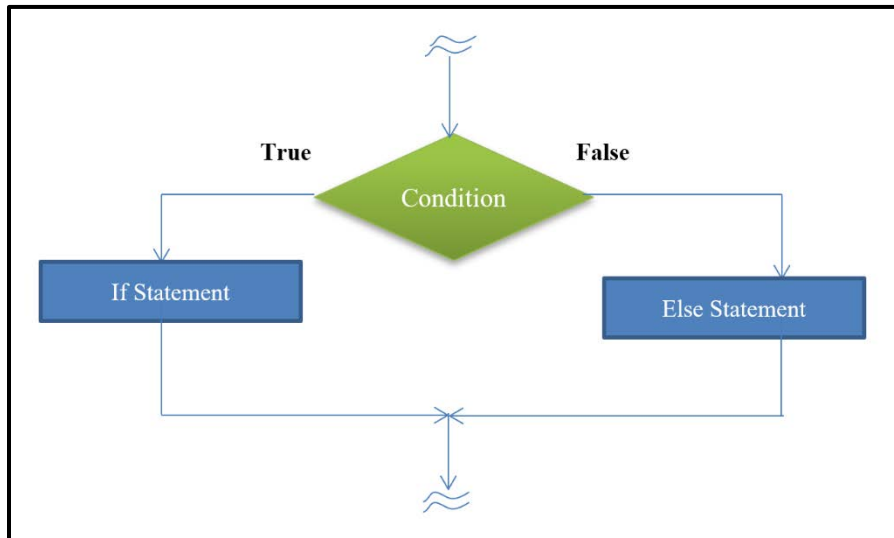 True
False
Condition
If Statement
Else Statement